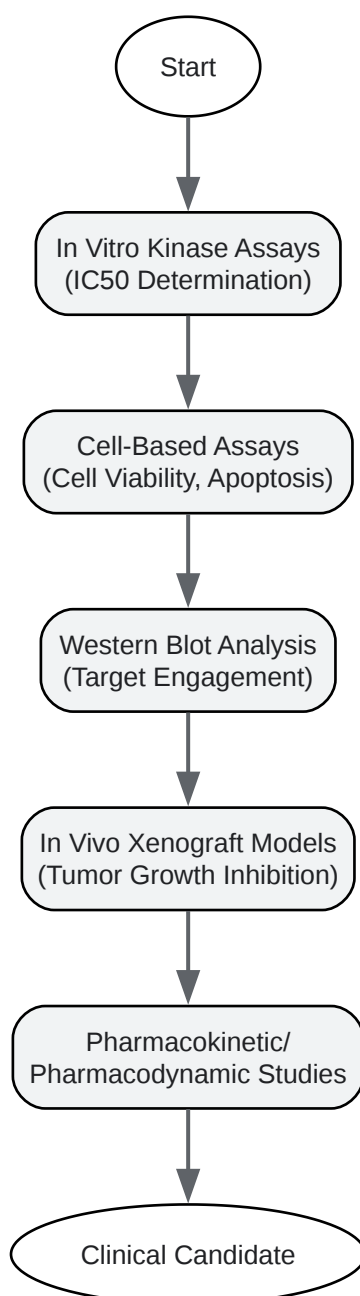 Start
In Vitro Kinase Assays
(IC50 Determination)
Cell-Based Assays
(Cell Viability, Apoptosis)
Western Blot Analysis
(Target Engagement)
In Vivo Xenograft Models
(Tumor Growth Inhibition)
Pharmacokinetic/
Pharmacodynamic Studies
Clinical Candidate